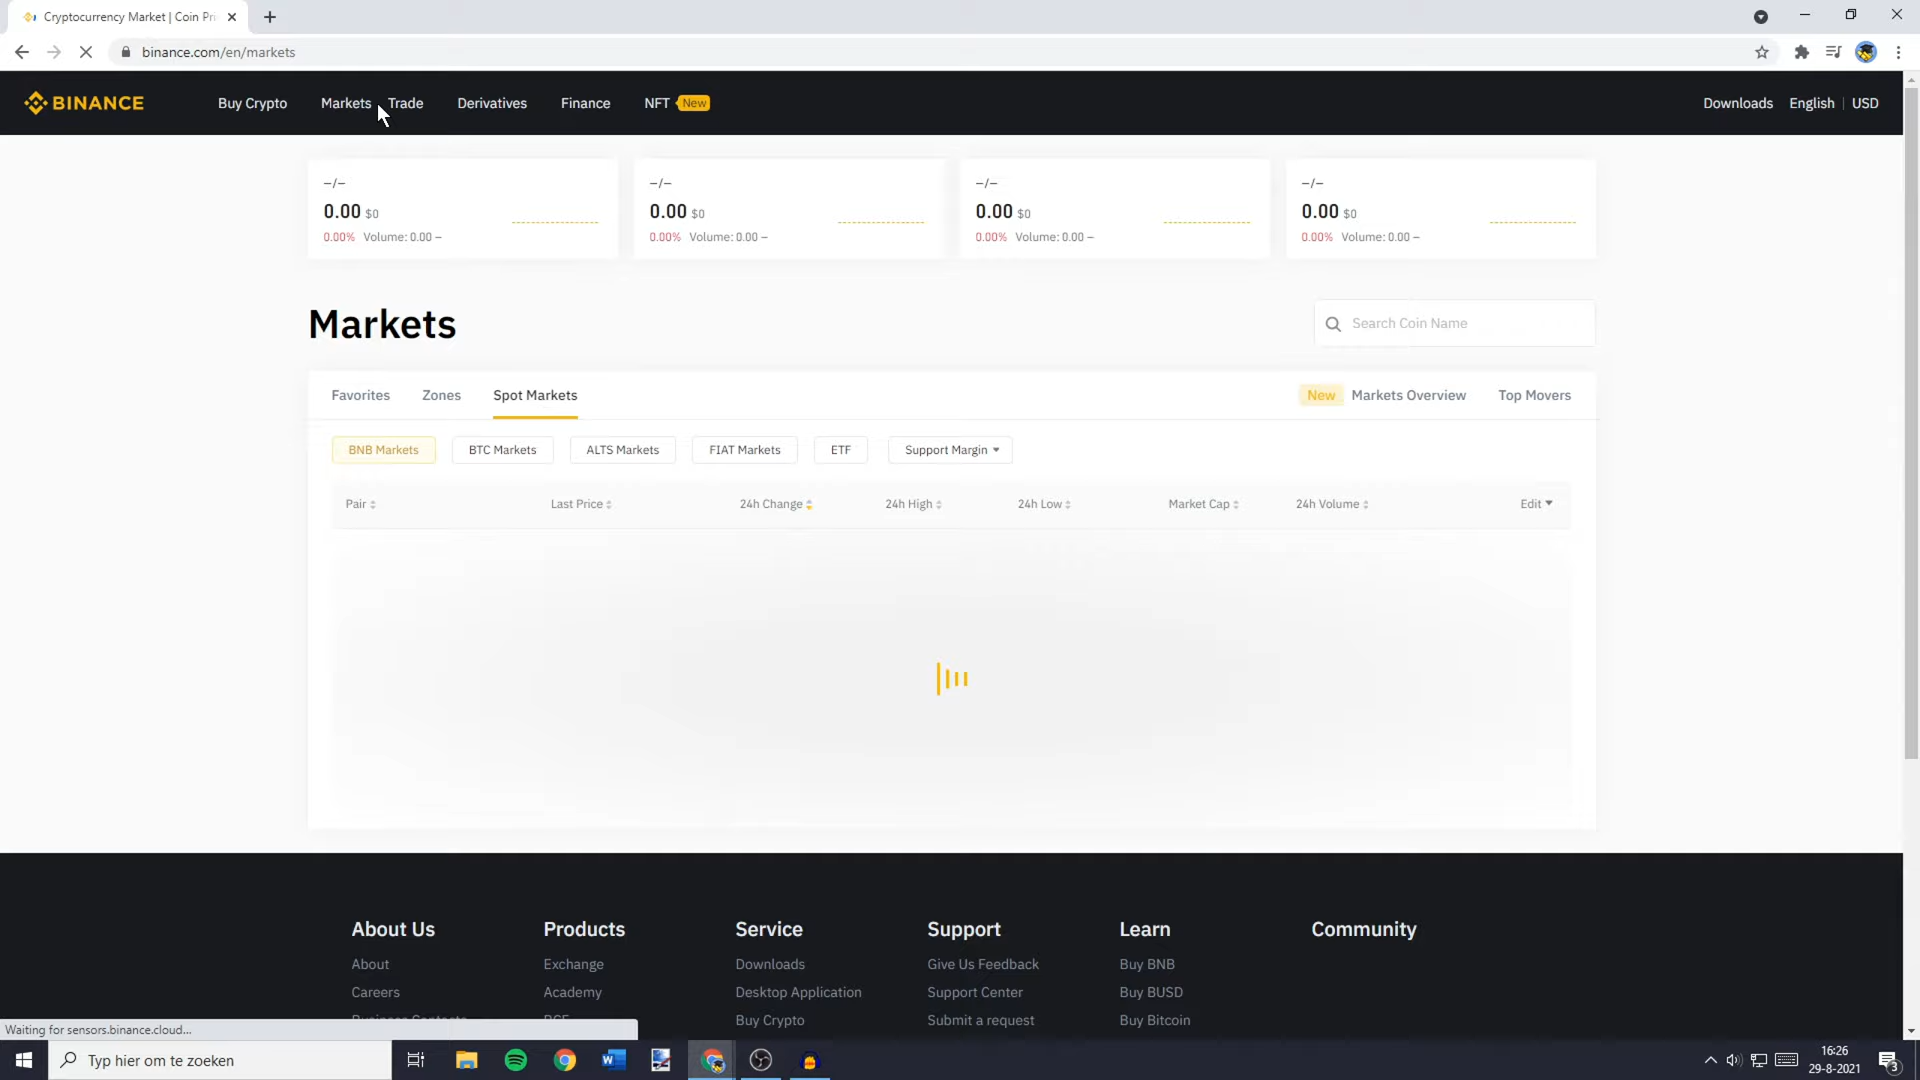 Cryptocurrency Market | Coin Pri
binance.com/en/markets
BINANCE Buy Crypto Markets Trade Derivatives Finance NFT New Downloads English USD
–/– –/– –/– –/–
0.00 $0 0.00 $0 0.00 $0 0.00 $0
0.00% Volume: 0.00 – 0.00% Volume: 0.00 – 0.00% Volume: 0.00 – 0.00% Volume: 0.00 –
Markets Search Coin Name
Favorites Zones Spot Markets New Markets Overview Top Movers
BNB Markets BTC Markets ALTS Markets FIAT Markets ETF Support Margin
Pair Last Price 24h Change 24h High 24h Low Market Cap 24h Volume Edit
About Us Products Service Support Learn Community
About Exchange Downloads Give Us Feedback Buy BNB
Careers Academy Desktop Application Support Center Buy BUSD
Buy Crypto Submit a request Buy Bitcoin
Waiting for sensors.binance.cloud...
Typ hier om te zoeken
16:26
29-8-2021
3